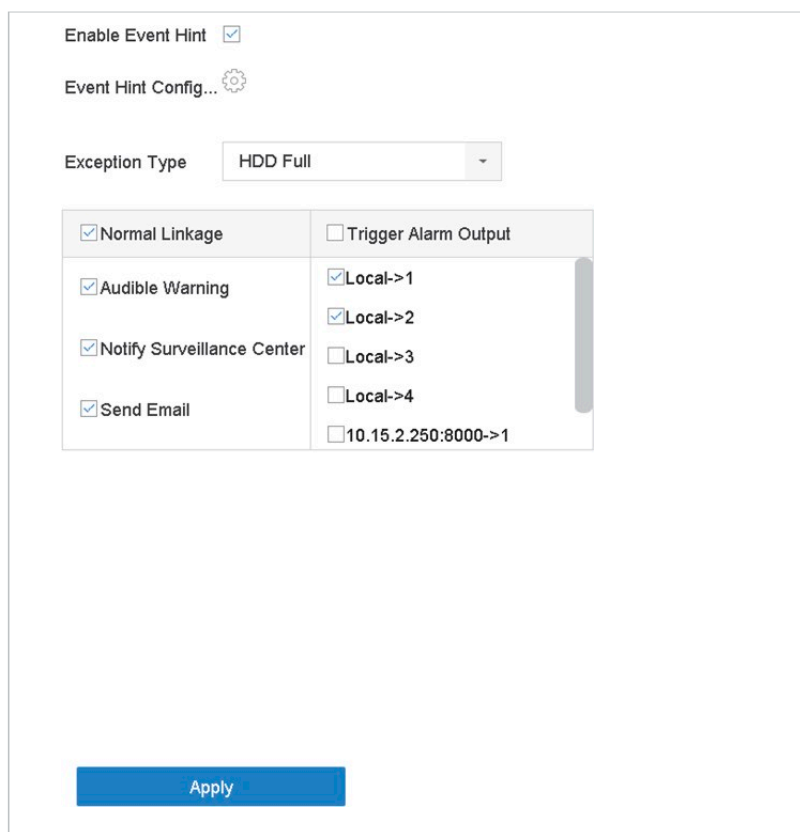 Enable Event Hint
Event Hint Config...
Exception Type HDD Full
Normal Linkage Trigger Alarm Output
Audible Warning
Notify Surveillance Center
Send Email
Local->1
Local->2
Local->3
Local->4
10.15.2.250:8000->1
Apply